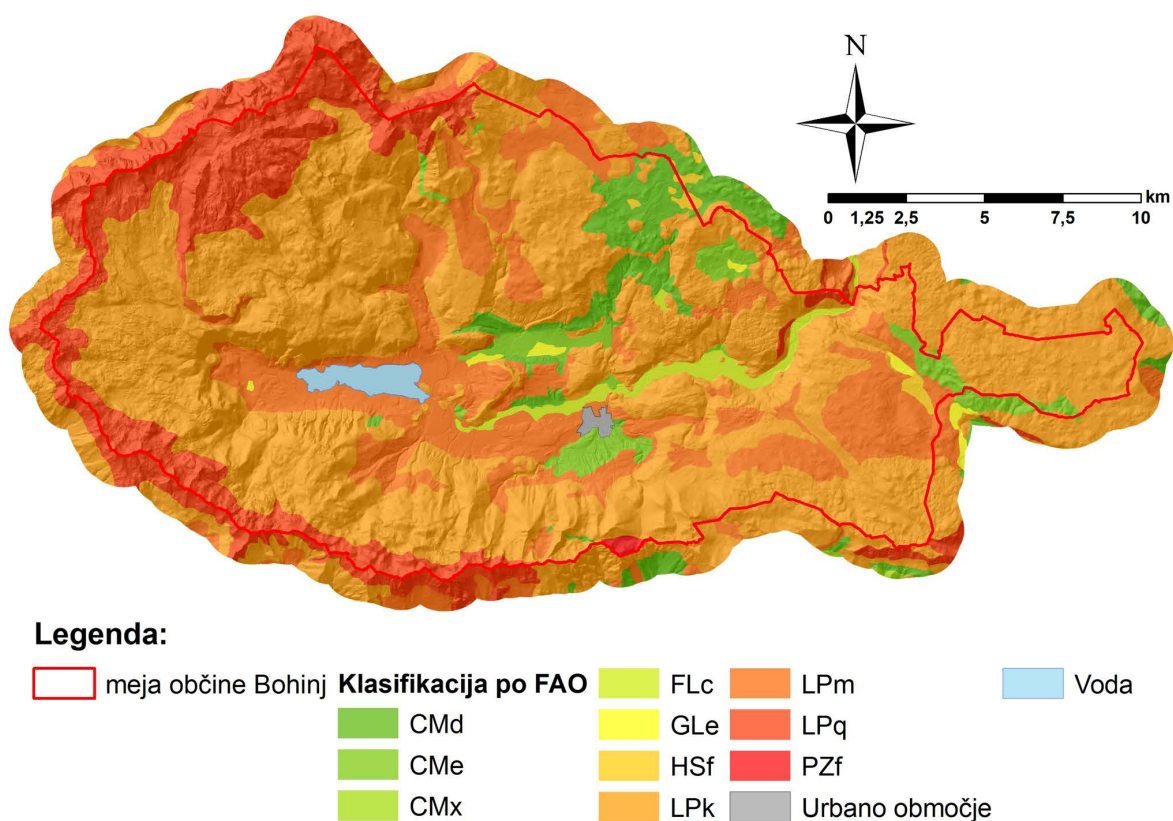 N
km
0 1,25 2,5 5 7,5 10
Legenda:
meja občine Bohinj
Klasifikacija po FAO
CMd
CMe
CMx
FLc
GLe
HSf
LPk
LPm
LPq
PZf
Urbano območje
Voda